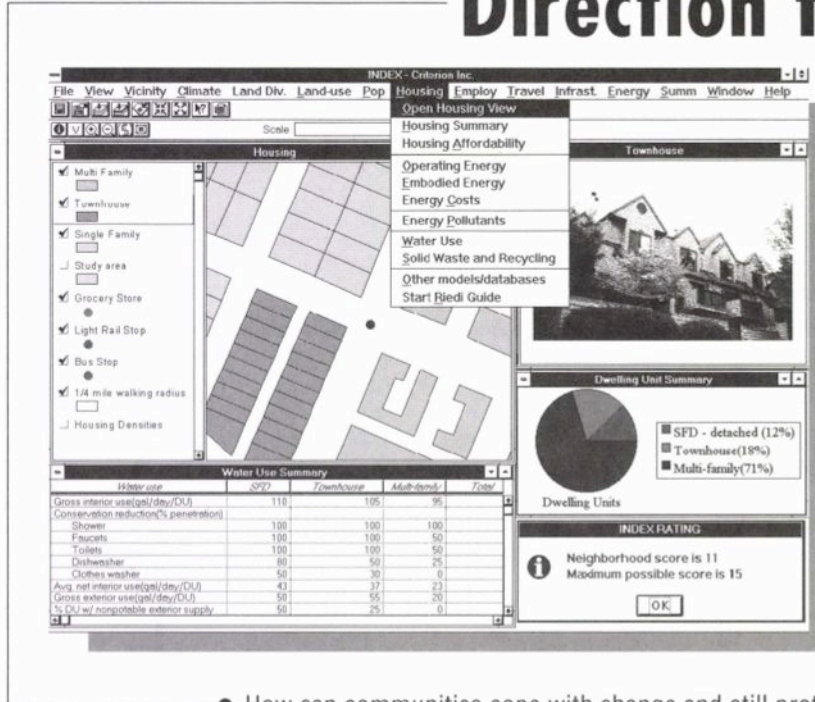 Direction
INDEX - Criterion Inc.
File View Vicinity Climate Land Div. Land-use Pop Housing Employ Travel Infrast. Energy Summ Window Help
Open Housing View
Housing Summary
Housing Affordability
Operating Energy
Embodied Energy
Energy Costs
Energy Pollutants
Water Use
Solid Waste and Recycling
Other models/databases
Start Riedi Guide
Scale
Housing
Multi Family
Townhouse
Single Family
Study area
Grocery Store
Light Rail Stop
Bus Stop
1/4 mile walking radius
Housing Densities
Townhouse
Dwelling Unit Summary
SFD - detached (12%)
Townhouse(18%)
Multi-family(71%)
Dwelling Units
Water Use Summary
Water use SFD Townhouse Multi-family Total
Gross interior use(gal/day/DU) 110 105 95
Conservation reduction(% penetration)
Shower 100 100 100
Faucets 100 100 50
Toilets 100 100 50
Dishwasher 80 50 25
Clothes washer 50 30 0
Avg. net interior use(gal/day/DU) 43 37 23
Gross exterior use(gal/day/DU) 50 55 20
% DU w/ nonpotable exterior supply 50 25 0
INDEX RATING
Neighborhood score is 11
Maximum possible score is 15
OK
• How can communities cope with change and still